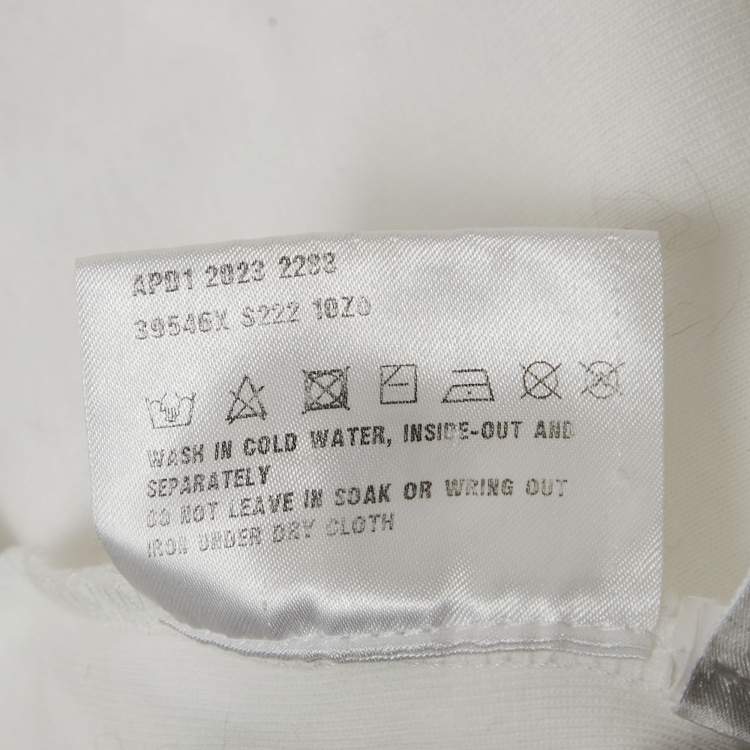 APD1 2023 2288
39546X S222 10Z0
WASH IN COLD WATER, INSIDE-OUT AND
SEPARATELY
DO NOT LEAVE IN SOAK OR WRING OUT
IRON UNDER DRY CLOTH